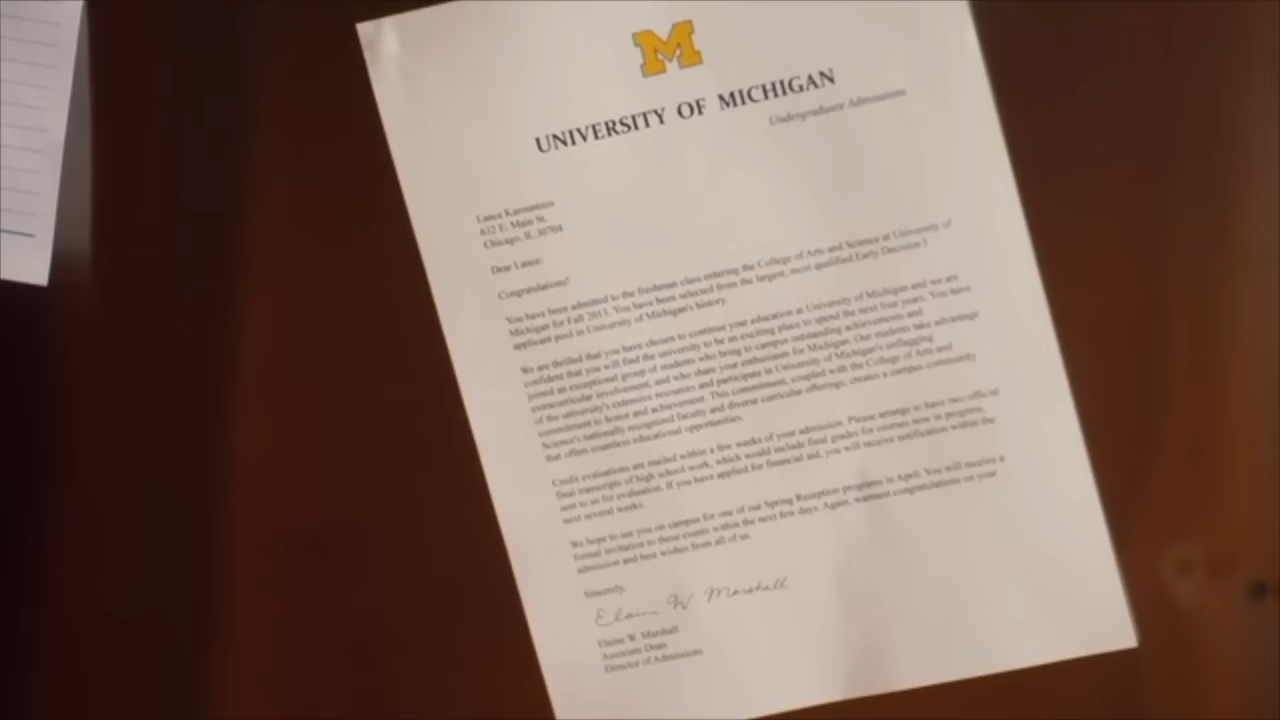 M
UNIVERSITY OF MICHIGAN
Undergraduate Admissions
Lance Karountzos
632 E. Main St.
Chicago, IL 30704
Dear Lance:
Congratulations!
You have been admitted to the freshman class entering the College of Arts and Science at University of
Michigan for Fall 2013. You have been selected from the largest, most qualified Early Decision I
applicant pool in University of Michigan's history.
We are thrilled that you have chosen to continue your education at University of Michigan and we are
confident that you will find the university to be an exciting place to spend the next four years. You have
joined an exceptional group of students who bring to campus outstanding achievements and
extracurricular involvement, and who share your enthusiasm for Michigan. Our students take advantage
of the university's extensive resources and participate in University of Michigan's unflagging
commitment to honor and achievement. This commitment, coupled with the College of Arts and
Science's nationally recognized faculty and diverse curricular offerings, creates a campus community
that offers countless educational opportunities.
Credit evaluations are mailed within a few weeks of your admission. Please arrange to have two official
final transcripts of high school work, which would include final grades for courses now in progress,
sent to us for evaluation. If you have applied for financial aid, you will receive notification within the
next several weeks.
We hope to see you on campus for one of our Spring Reception programs in April. You will receive a
formal invitation to these events within the next few days. Again, warmest congratulations on your
admission and best wishes from all of us.
Sincerely,
Elaine W Marshall
Elaine W. Marshall
Associate Dean
Director of Admissions